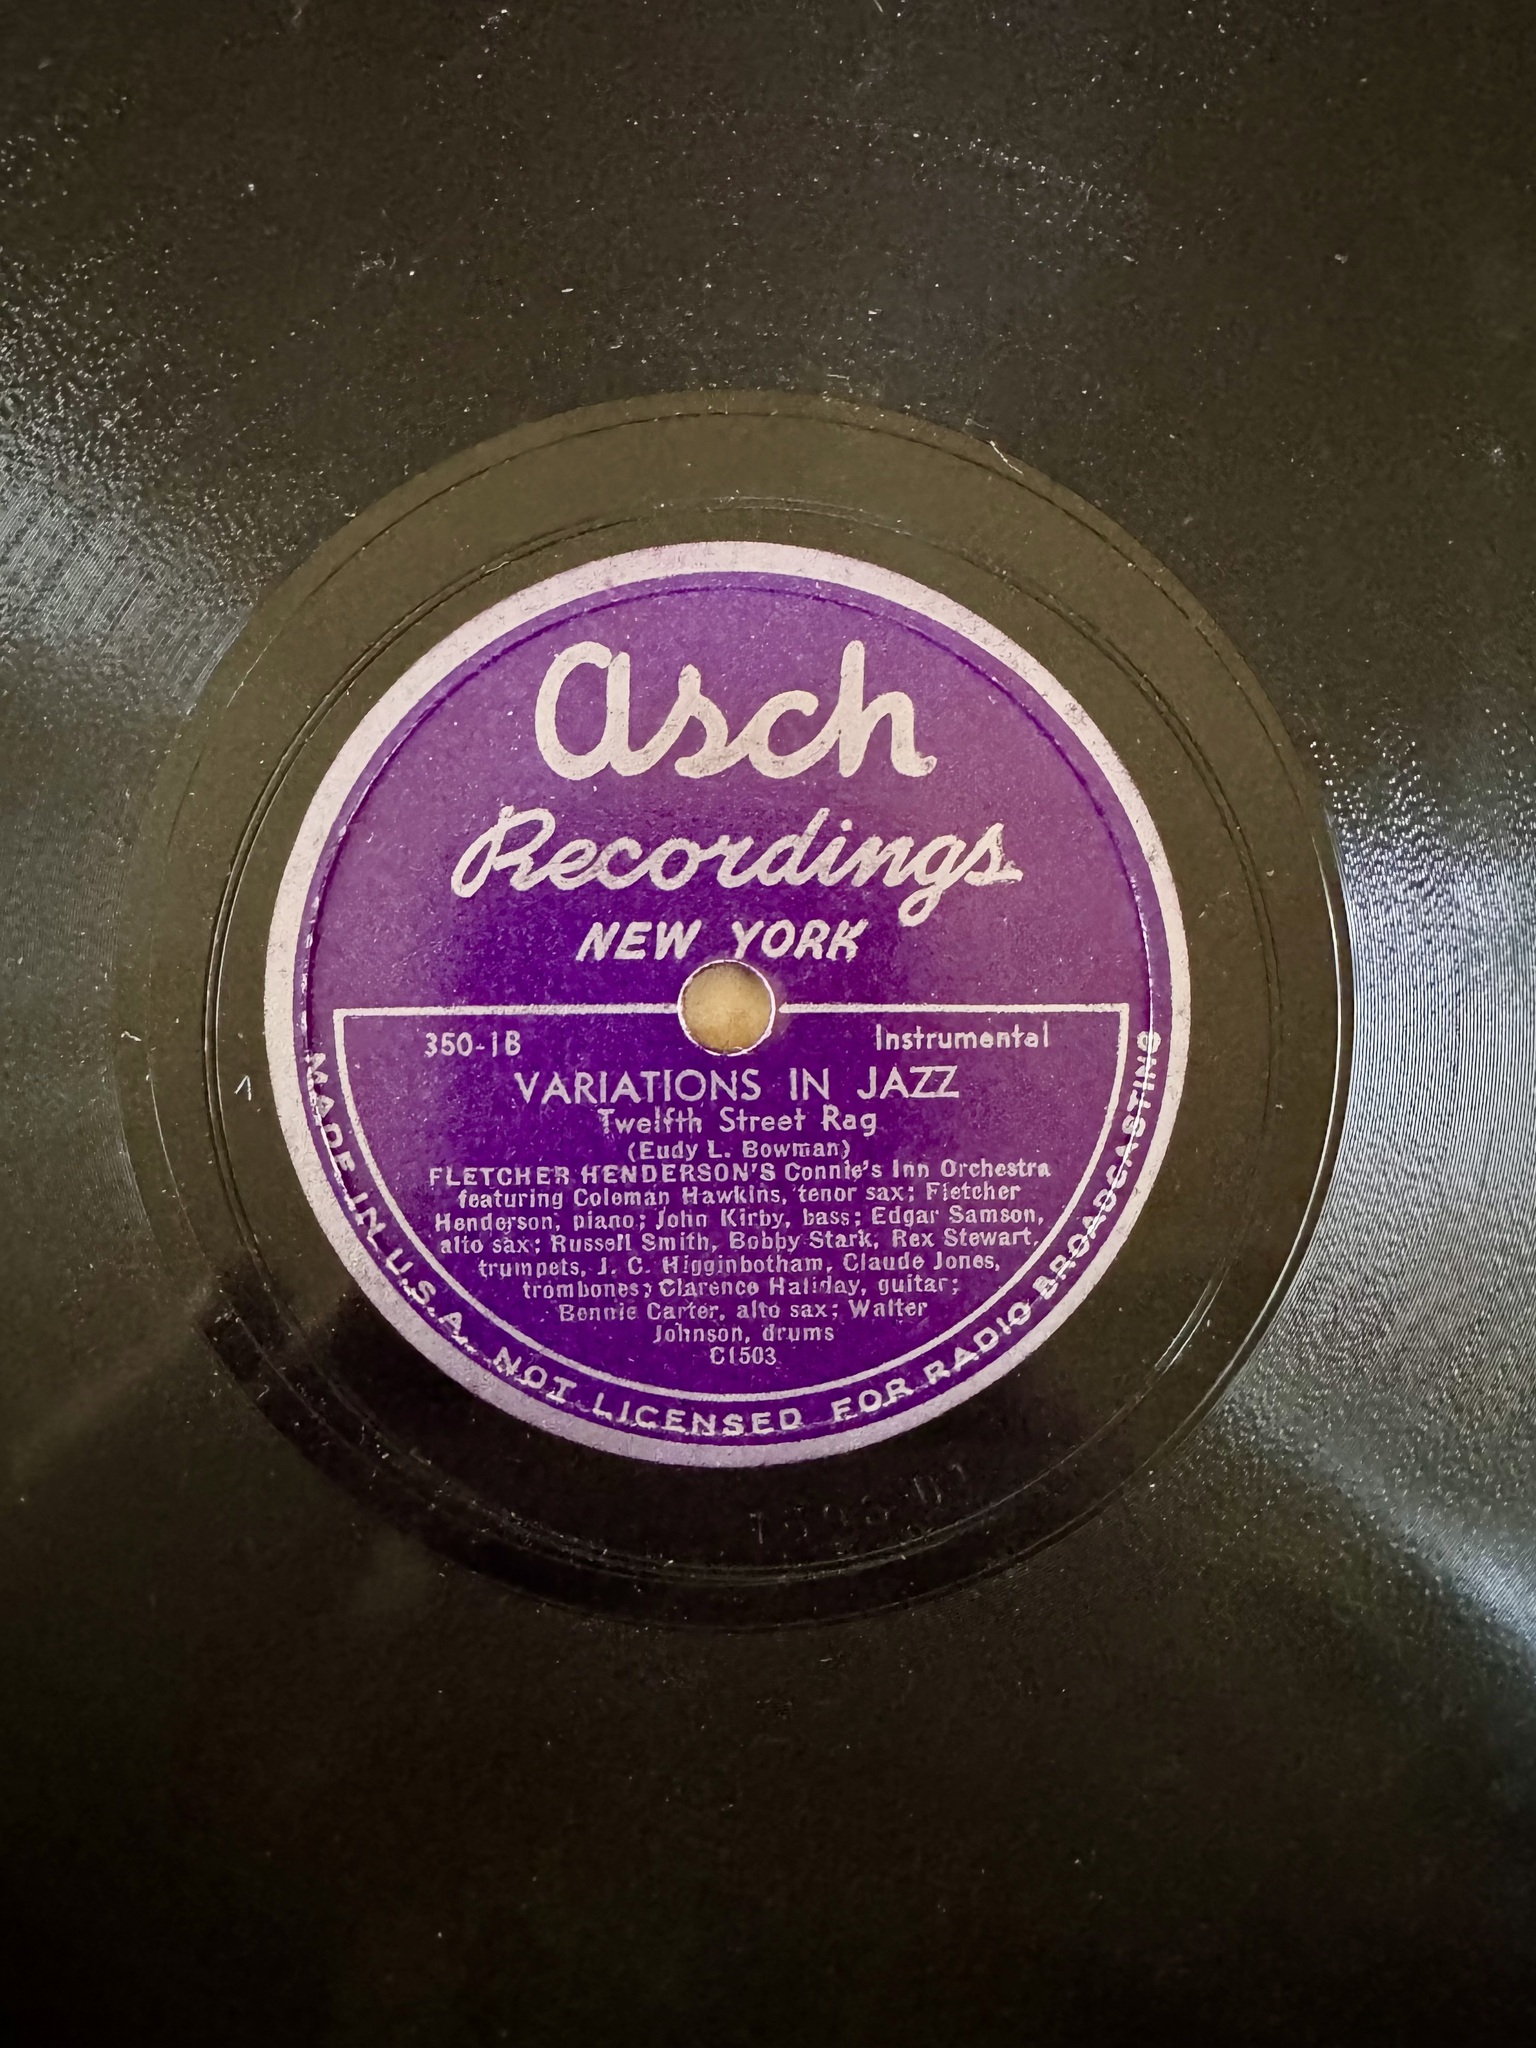 asch
Recordings
NEW YORK
350-1B Instrumental
VARIATIONS IN JAZZ
Twelfth Street Rag
(Eudy L. Bowman)
FLETCHER HENDERSON'S Connie's Inn Orchestra
featuring Coleman Hawkins, tenor sax; Fletcher
Henderson, piano; John Kirby, bass; Edgar Samson,
alto sax; Russell Smith, Bobby Stark, Rex Stewart,
trumpets, J. C. Higginbotham, Claude Jones,
trombones; Clarence Haliday, guitar;
Bennie Carter, alto sax; Walter
Johnson, drums
C1503
MADE IN U.S.A. NOT LICENSED FOR RADIO BROADCASTING